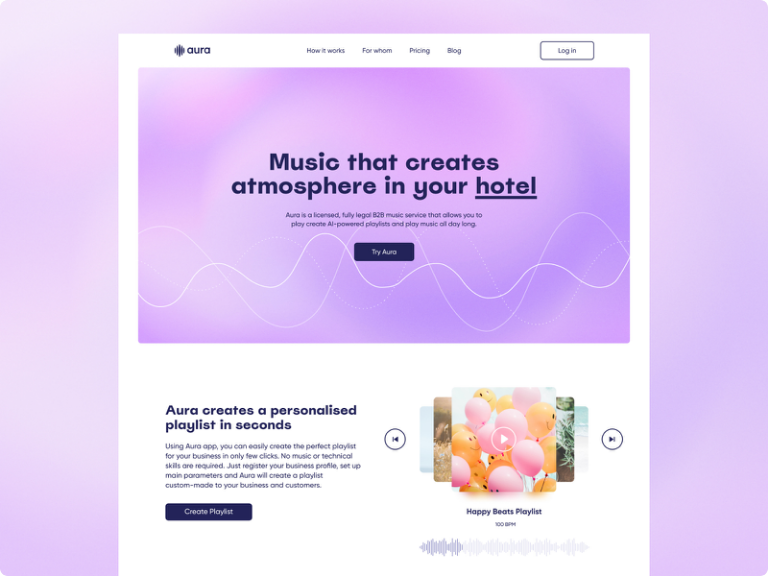 aura
How it works
For whom
Pricing
Blog
Log in
Music that creates
atmosphere in your hotel
Aura is a licensed, fully legal B2B music service that allows you to
play create AI-powered playlists and play music all day long.
Try Aura
Aura creates a personalised
playlist in seconds
Using Aura app, you can easily create the perfect playlist
for your business in only few clicks. No music or technical
skills are required. Just register your business profile, set up
main parameters and Aura will create a playlist
custom-made to your business and customers.
Create Playlist
Happy Beats Playlist
100 BPM